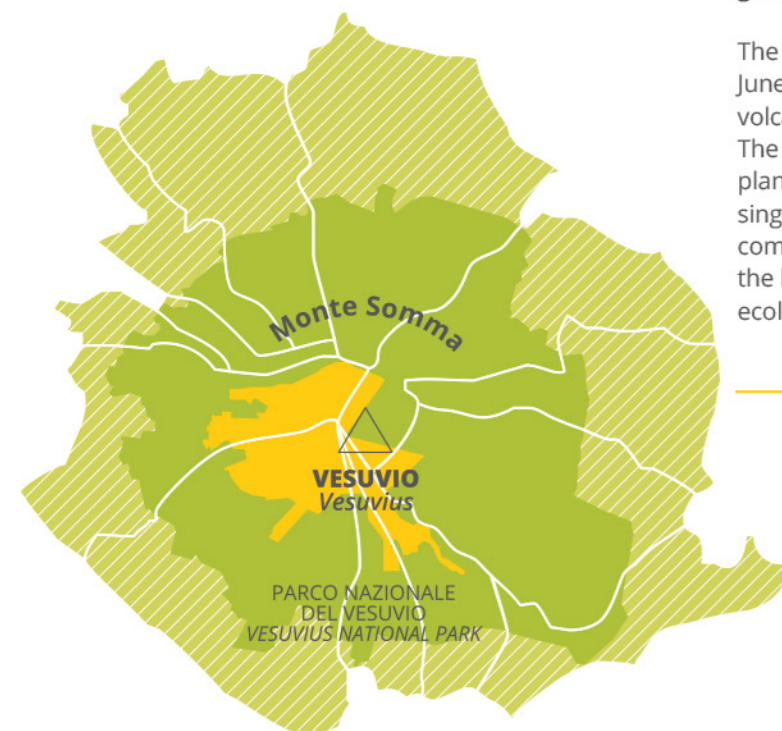 The
June
volca
The
plan
sing
com
the
ecol
Monte Somma
VESUVIO
Vesuvius
PARCO NAZIONALE
DEL VESUVIO
VESUVIUS NATIONAL PARK